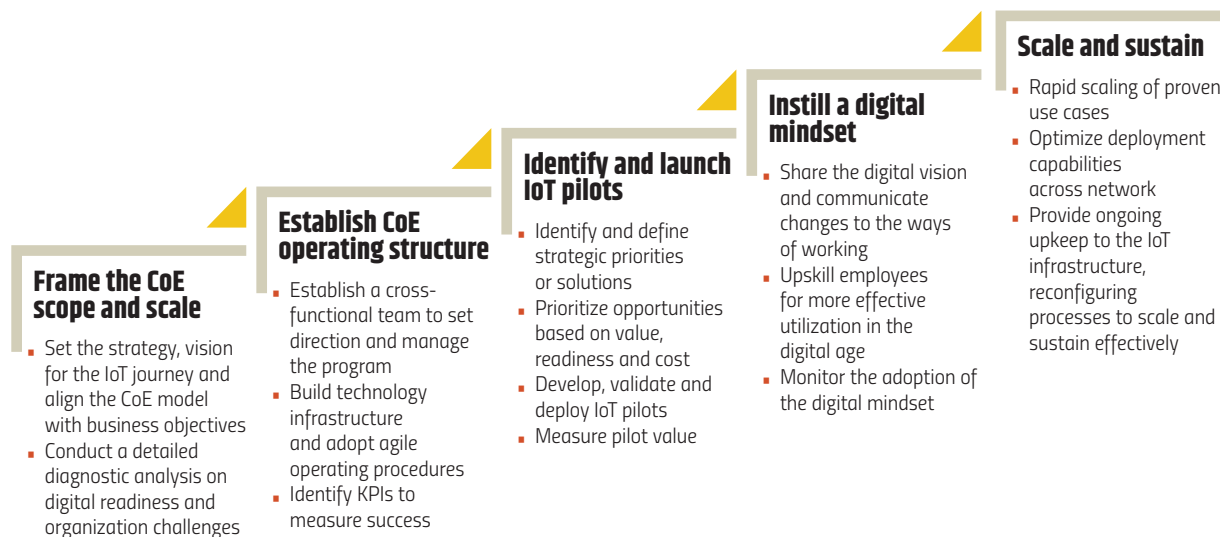 Frame the CoE
scope and scale
Set the strategy, vision
for the IoT journey and
align the CoE model
with business objectives
Conduct a detailed
diagnostic analysis on
digital readiness and
organization challenges
Establish CoE
operating structure
Establish a cross-
functional team to set
direction and manage
the program
Build technology
infrastructure
and adopt agile
operating procedures
Identify KPIs to
measure success
Identify and launch
IoT pilots
Identify and define
strategic priorities
or solutions
Prioritize opportunities
based on value,
readiness and cost
Develop, validate and
deploy IoT pilots
Measure pilot value
Instill a digital
mindset
Share the digital vision
and communicate
changes to the ways
of working
Upskill employees
for more effective
utilization in the
digital age
Monitor the adoption of
the digital mindset
Scale and sustain
Rapid scaling of proven
use cases
Optimize deployment
capabilities
across network
Provide ongoing
upkeep to the IoT
infrastructure,
reconfiguring
processes to scale and
sustain effectively